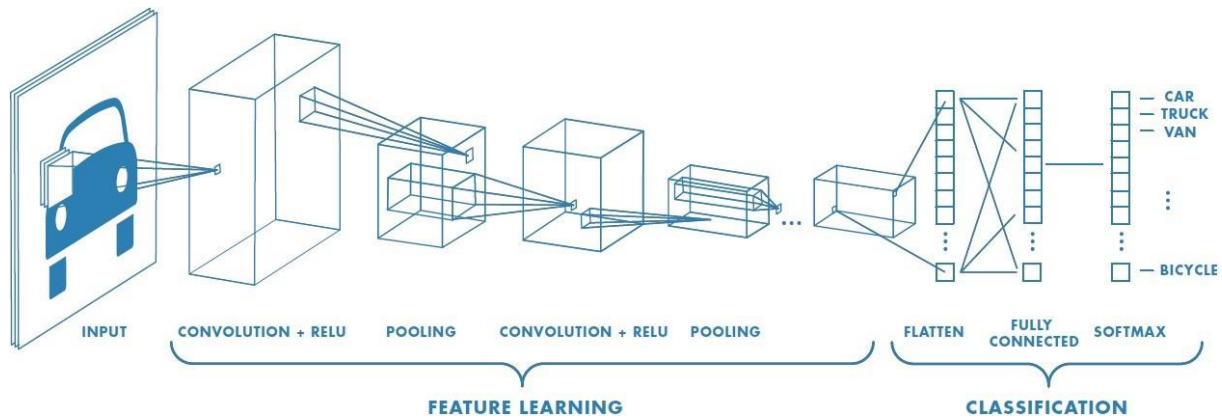 CAR
TRUCK
VAN
BICYCLE
INPUT
CONVOLUTION + RELU
POOLING
CONVOLUTION + RELU
POOLING
FLATTEN
FULLY
CONNECTED
SOFTMAX
FEATURE LEARNING
CLASSIFICATION